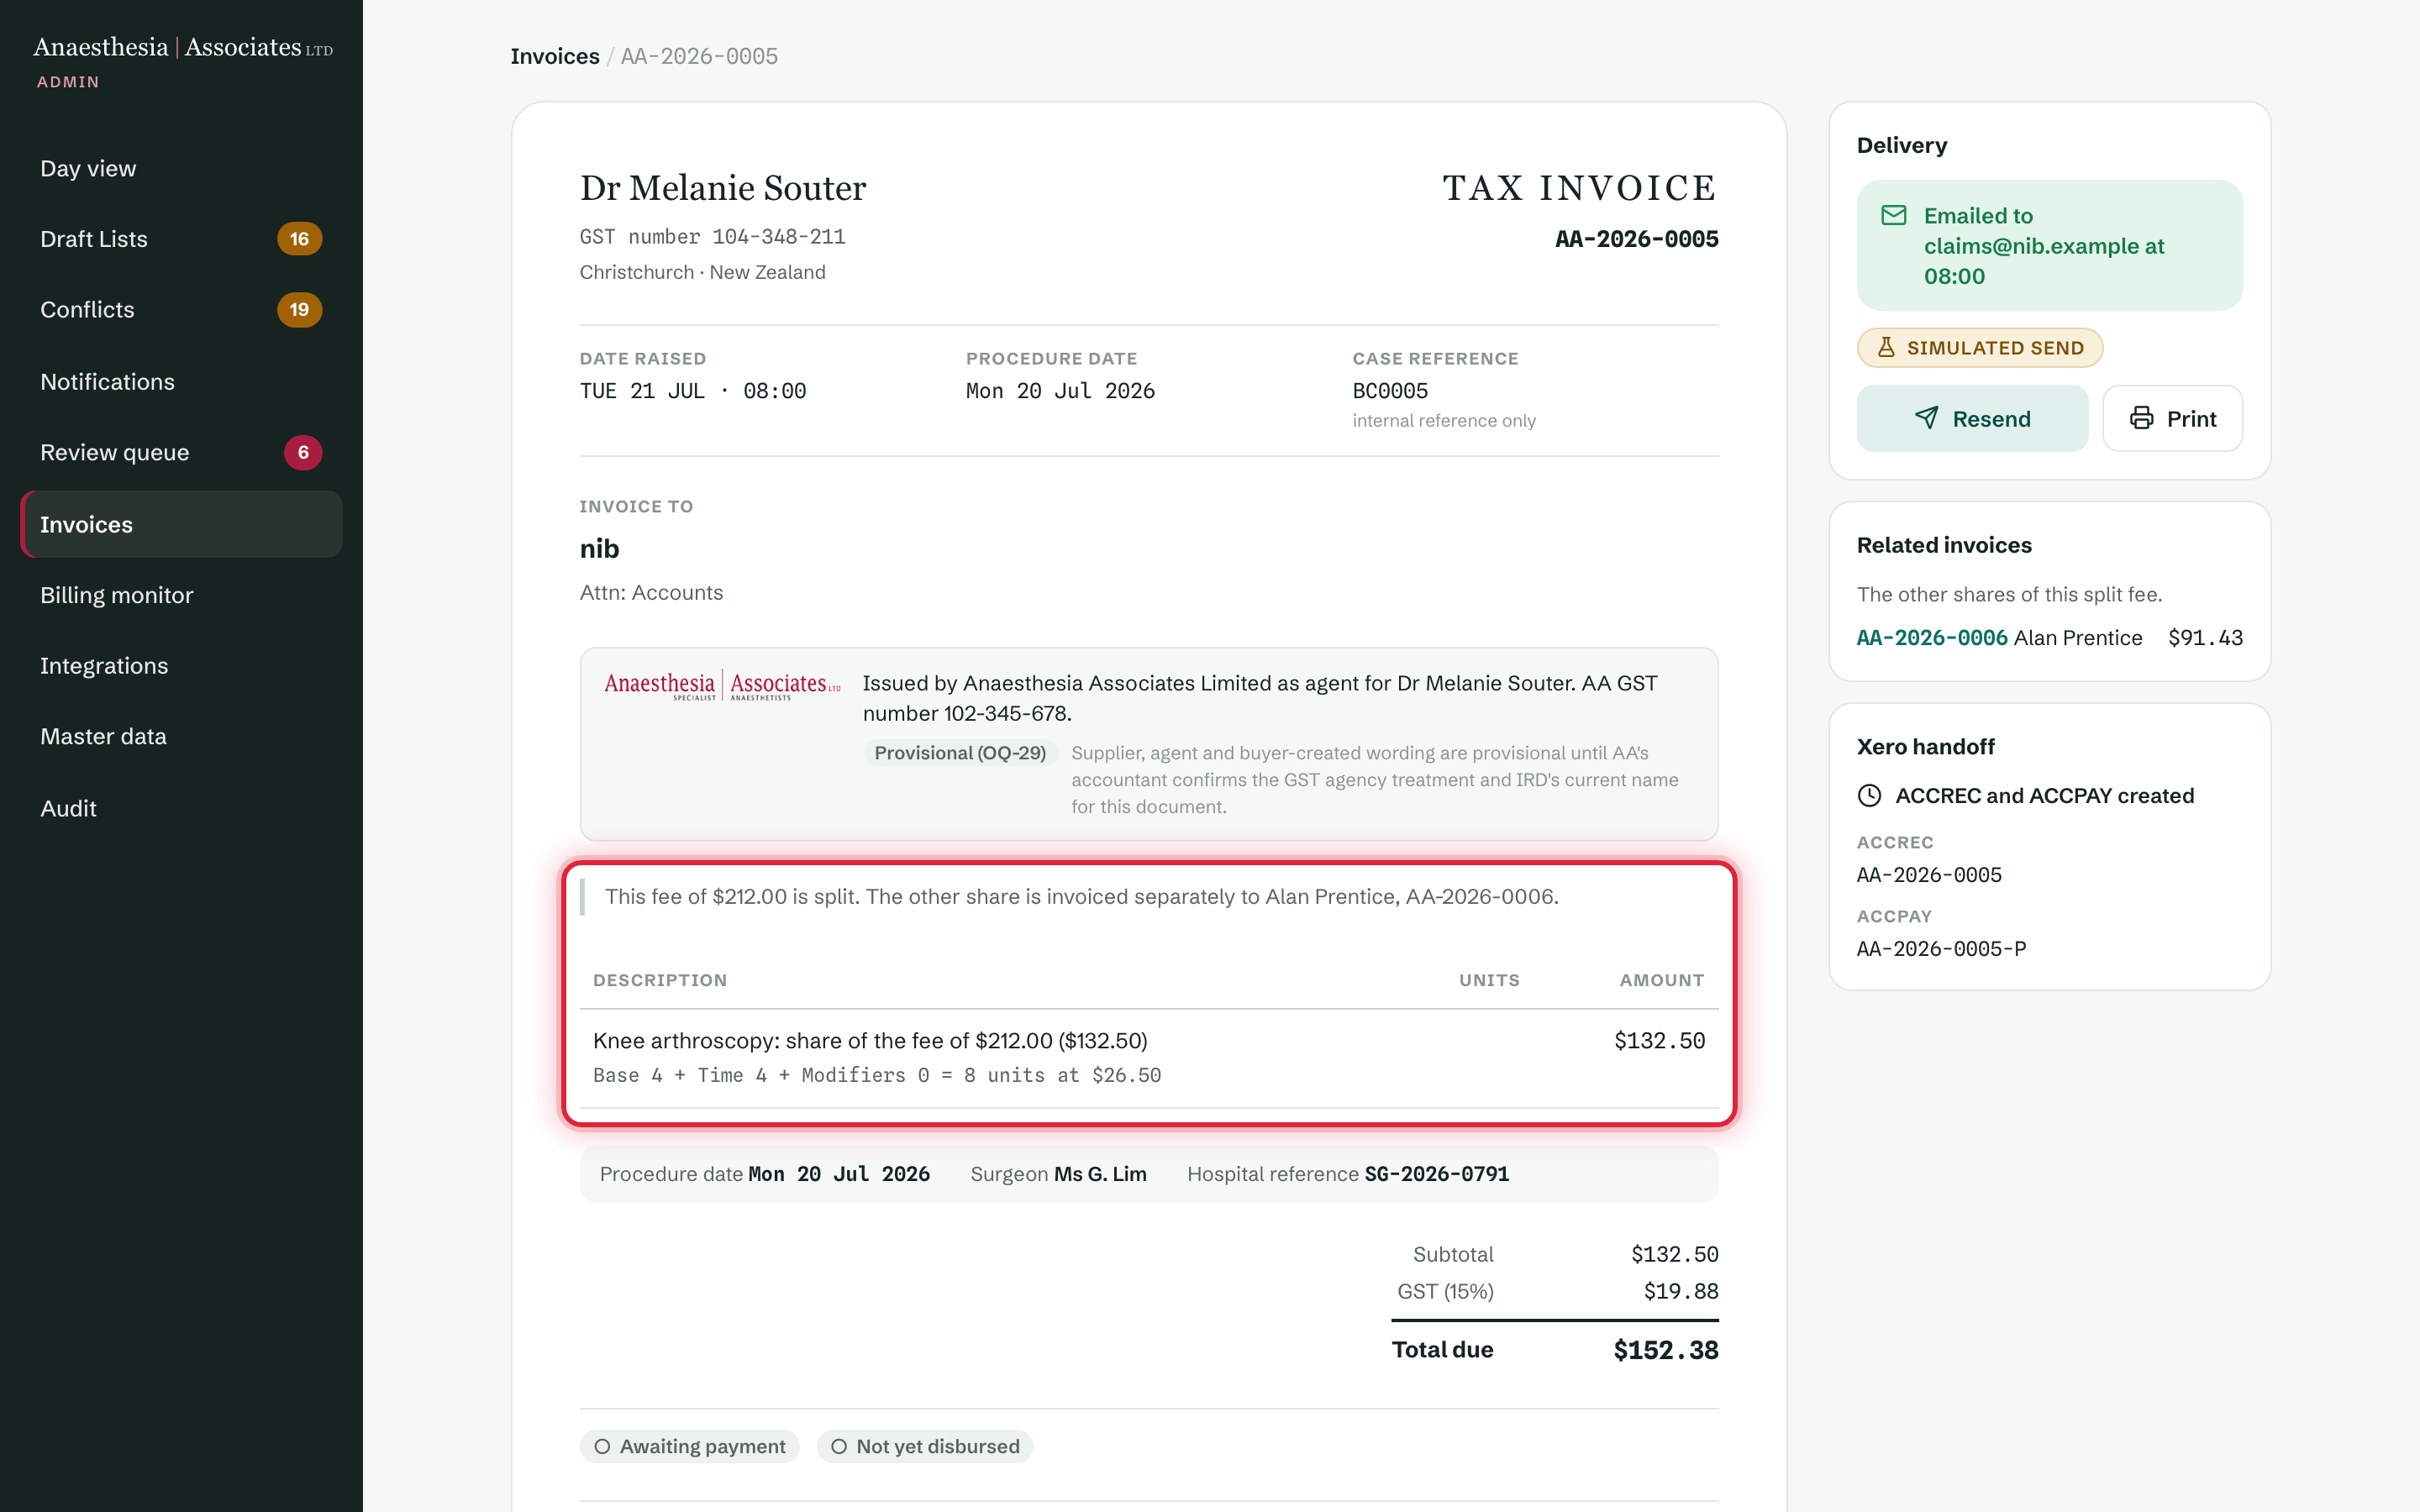 Anaesthesia | Associates LTD
ADMIN
Day view
Draft Lists 16
Conflicts 19
Notifications
Review queue 6
Invoices
Billing monitor
Integrations
Master data
Audit
Invoices / AA-2026-0005
Dr Melanie Souter
GST number 104-348-211
Christchurch · New Zealand
TAX INVOICE
AA-2026-0005
DATE RAISED
TUE 21 JUL · 08:00
PROCEDURE DATE
Mon 20 Jul 2026
CASE REFERENCE
BC0005
internal reference only
INVOICE TO
nib
Attn: Accounts
Anaesthesia | Associates LTD
SPECIALIST ANAESTHETISTS
Issued by Anaesthesia Associates Limited as agent for Dr Melanie Souter. AA GST
number 102-345-678.
Provisional (OQ-29)
Supplier, agent and buyer-created wording are provisional until AA's
accountant confirms the GST agency treatment and IRD's current name
for this document.
This fee of $212.00 is split. The other share is invoiced separately to Alan Prentice, AA-2026-0006.
DESCRIPTION UNITS AMOUNT
Knee arthroscopy: share of the fee of $212.00 ($132.50) $132.50
Base 4 + Time 4 + Modifiers 0 = 8 units at $26.50
Procedure date Mon 20 Jul 2026 Surgeon Ms G. Lim Hospital reference SG-2026-0791
Subtotal $132.50
GST (15%) $19.88
Total due $152.38
Awaiting payment Not yet disbursed
Delivery
Emailed to
claims@nib.example at
08:00
SIMULATED SEND
Resend Print
Related invoices
The other shares of this split fee.
AA-2026-0006 Alan Prentice $91.43
Xero handoff
ACCREC and ACCPAY created
ACCREC
AA-2026-0005
ACCPAY
AA-2026-0005-P